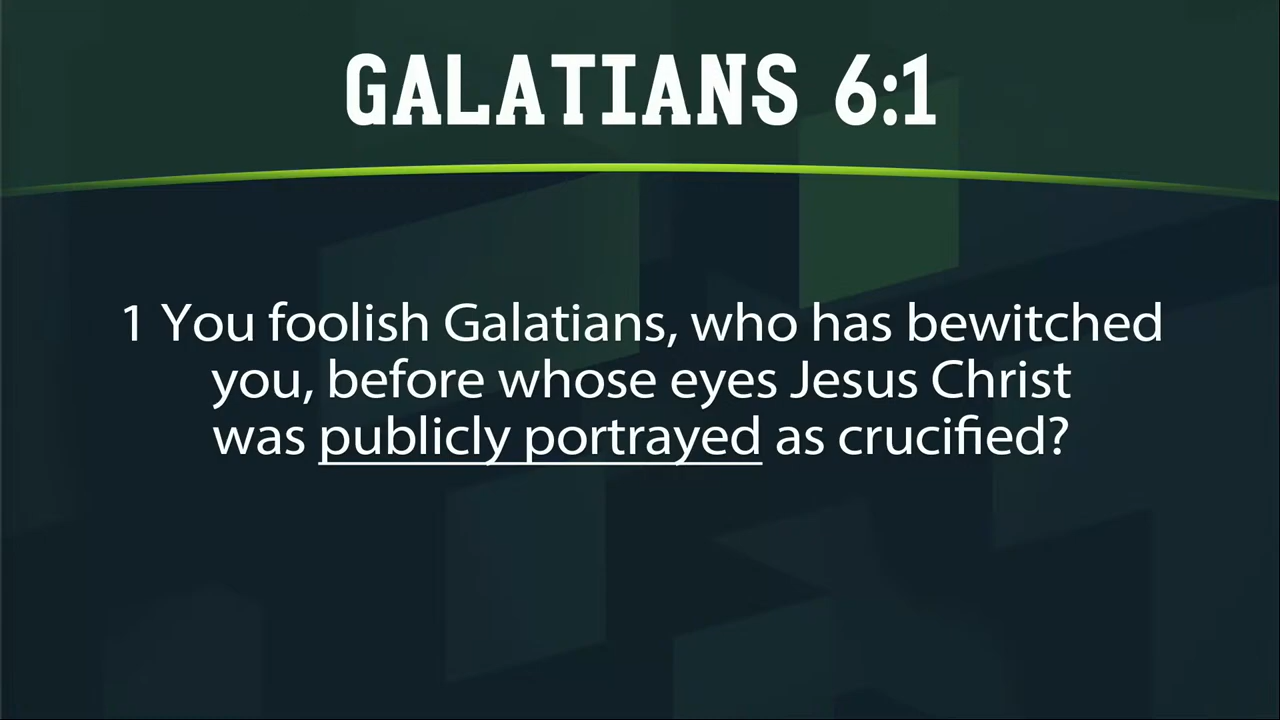 GALATIANS 6:1
1 You foolish Galatians, who has bewitched
you, before whose eyes Jesus Christ
was publicly portrayed as crucified?